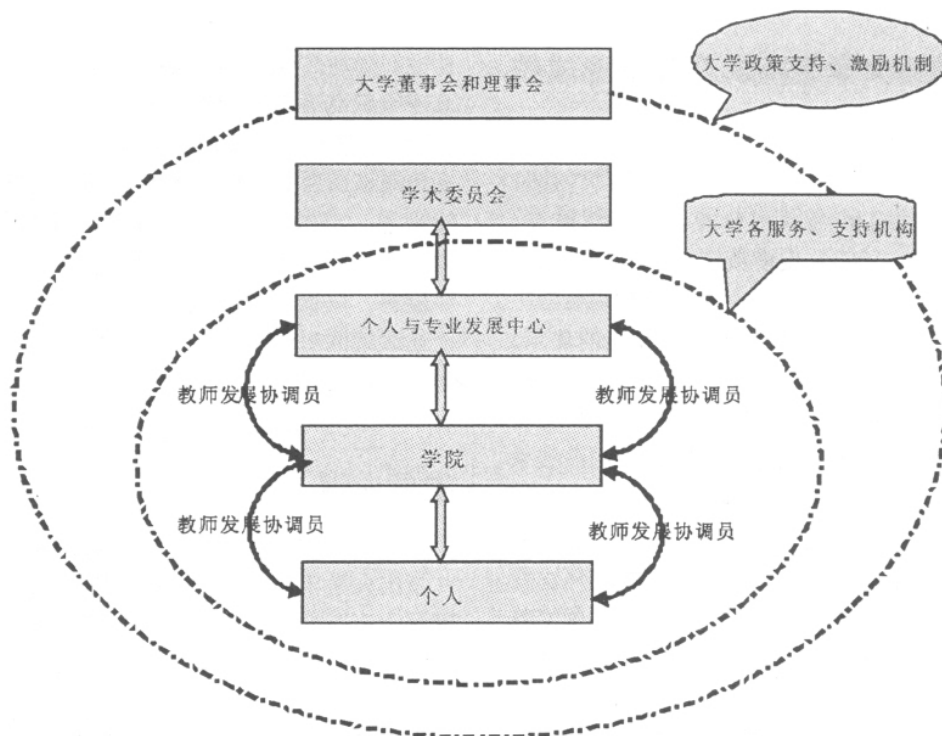 大学董事会和理事会
大学政策支持、激励机制
学术委员会
大学各服务、支持机构
个人与专业发展中心
教师发展协调员
教师发展协调员
学院
教师发展协调员
教师发展协调员
个人